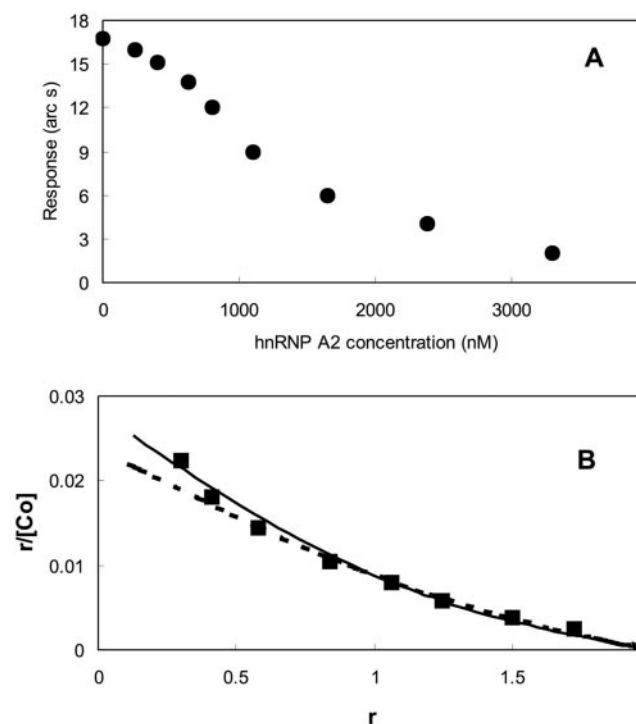 18
A
15
12
9
6
3
0
Response (arc s)
0 1000 2000 3000
hnRNP A2 concentration (nM)
0.03
B
0.02
0.01
0
r/[Co]
0 0.5 1 1.5
r